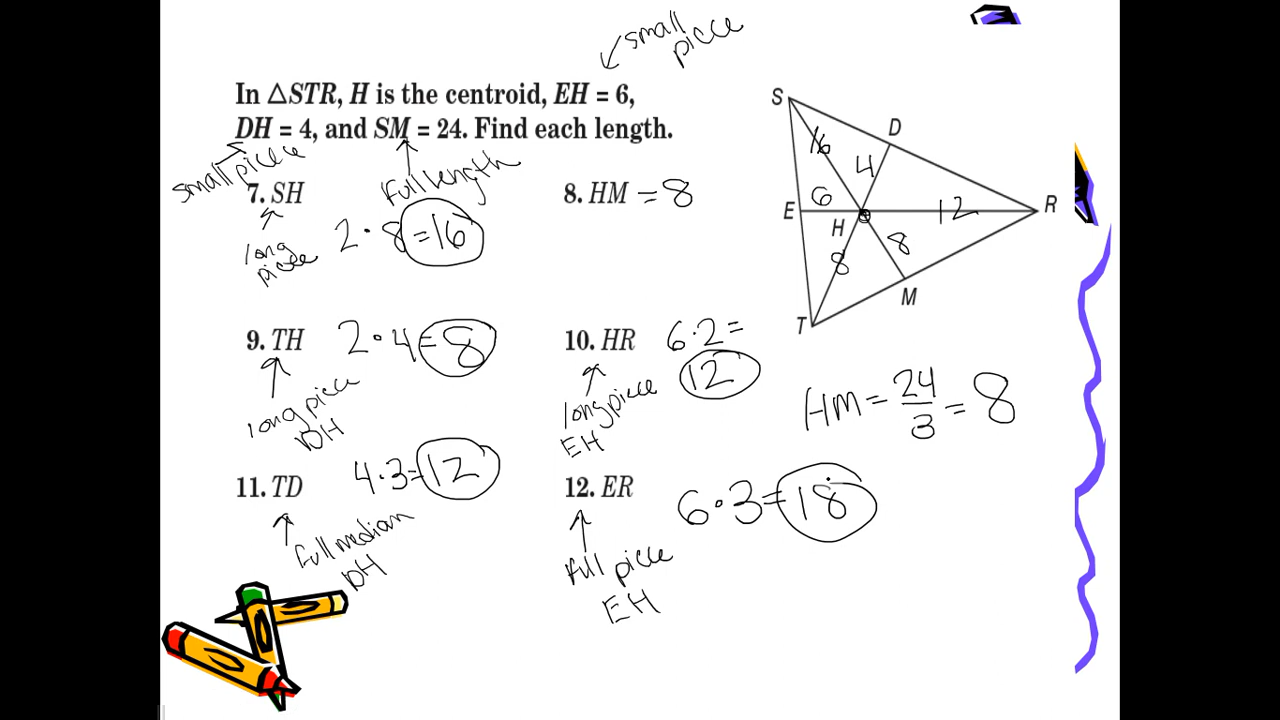 small
piece
In △STR, H is the centroid, EH = 6,
DH = 4, and SM = 24. Find each length.
small piece
full length
7. SH
long
piece
2 · 8 = 16
8. HM = 8
9. TH
2 · 4 = 8
long piece
DH
10. HR
6 · 2 =
12
long piece
EH
11. TD
4 · 3 = 12
full median
DH
12. ER
6 · 3 = 18
full piece
EH
S
D
16
4
E
6
12
R
H
8
8
M
T
HM = 24/3 = 8